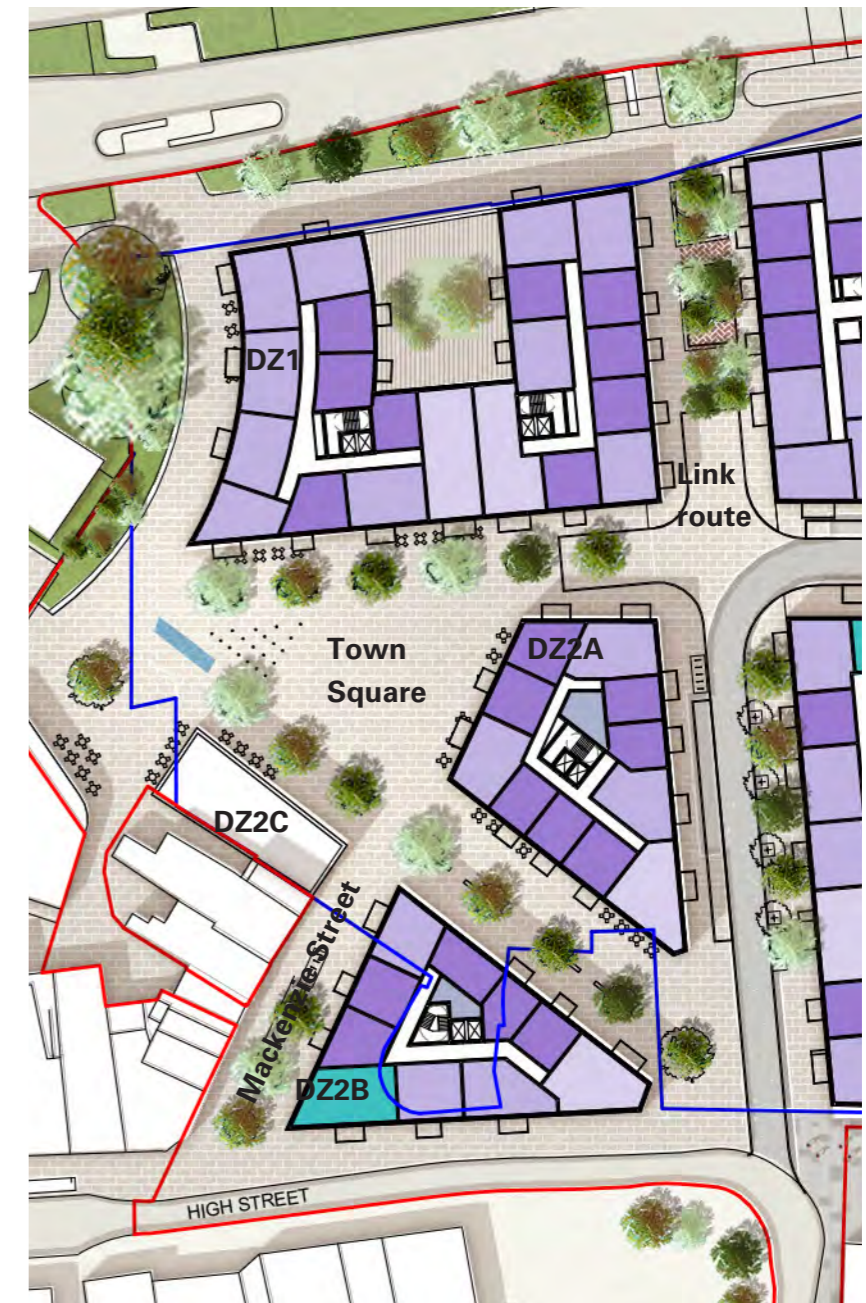 DZ1
Link
route
Town
Square
DZ2A
DZ2C
Mackenzie Street
DZ2B
HIGH STREET